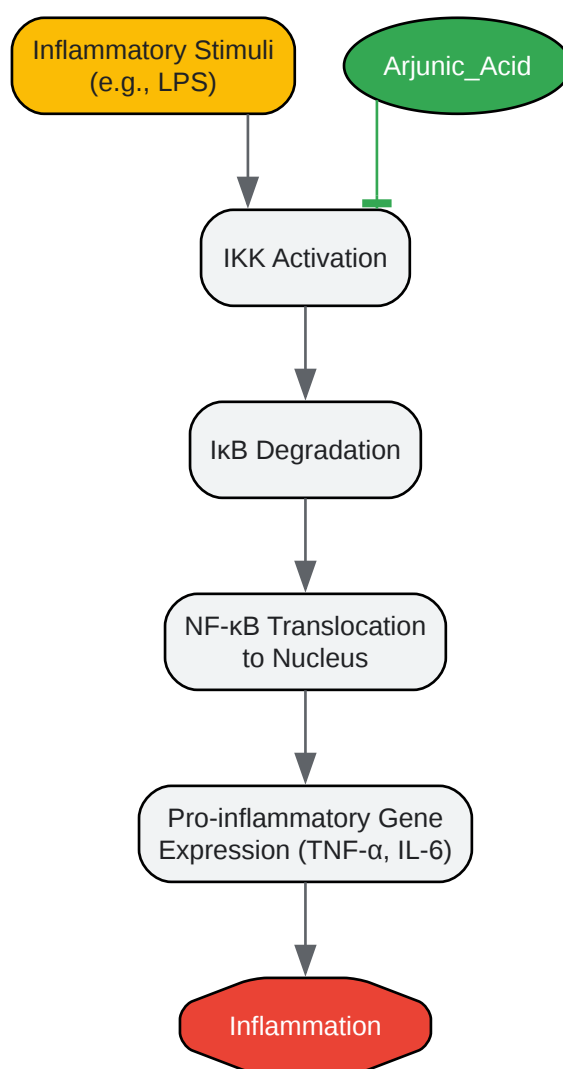 Inflammatory Stimuli
(e.g., LPS)
Arjunic_Acid
IKK Activation
IκB Degradation
NF-κB Translocation
to Nucleus
Pro-inflammatory Gene
Expression (TNF-α, IL-6)
Inflammation